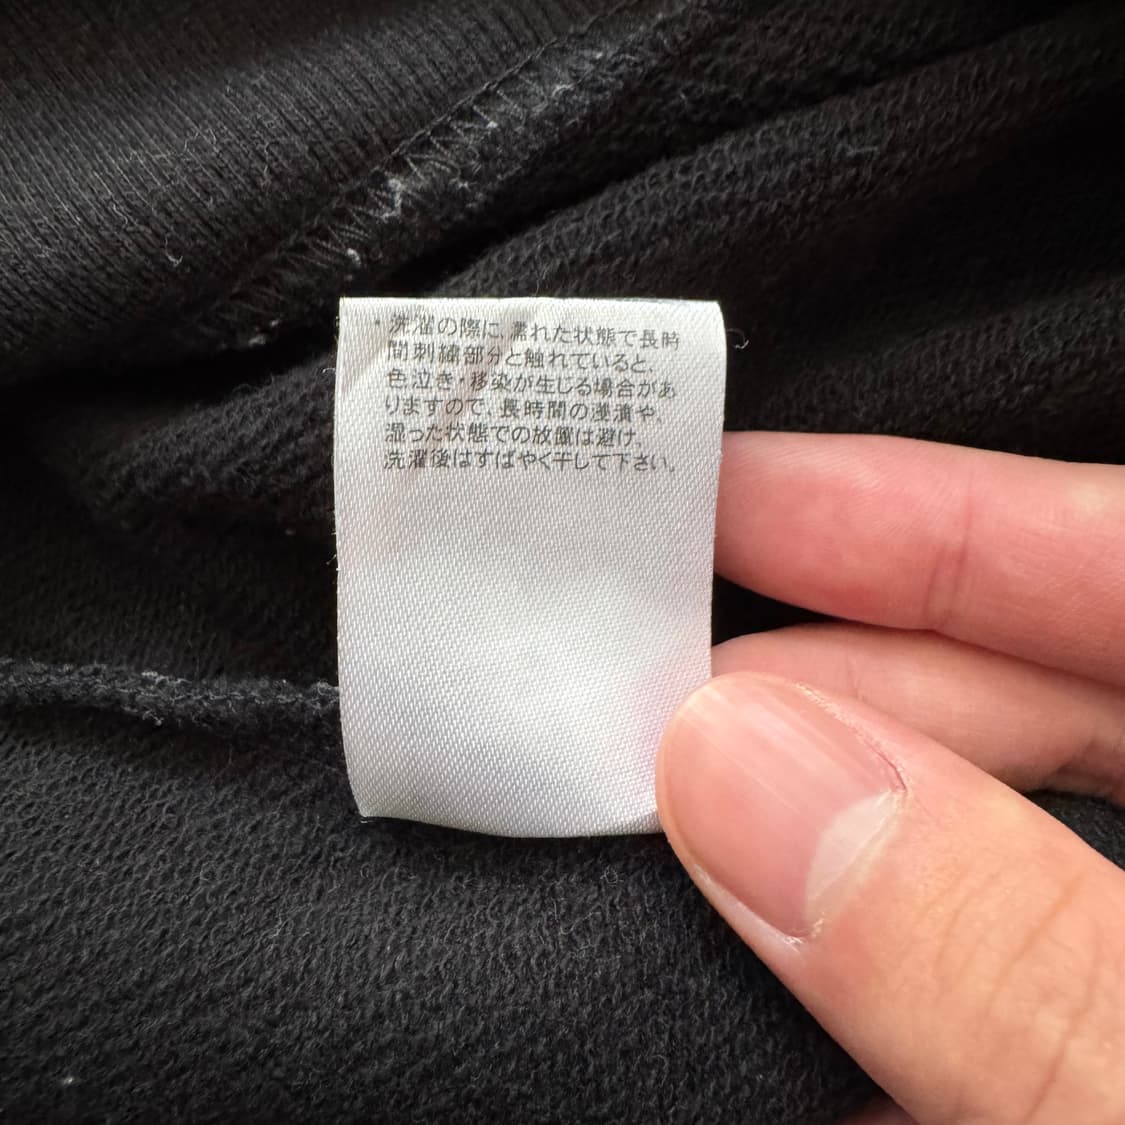 ・洗濯の際に、濡れた状態で長時
間刺繍部分と触れていると、
色泣き・移染が生じる場合があ
りますので、長時間の浸漬や、
湿った状態での放置は避け、
洗濯後はすばやく干して下さい。